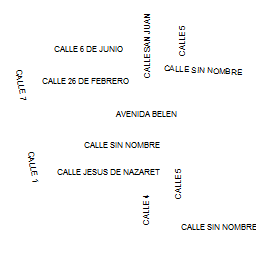 CALLE SAN JUAN
CALLE 5
CALLE 6 DE JUNIO
CALLE SIN NOMBRE
CALLE 7
CALLE 26 DE FEBRERO
AVENIDA BELEN
CALLE SIN NOMBRE
CALLE 1
CALLE JESUS DE NAZARET
CALLE 5
CALLE 4
CALLE SIN NOMBRE